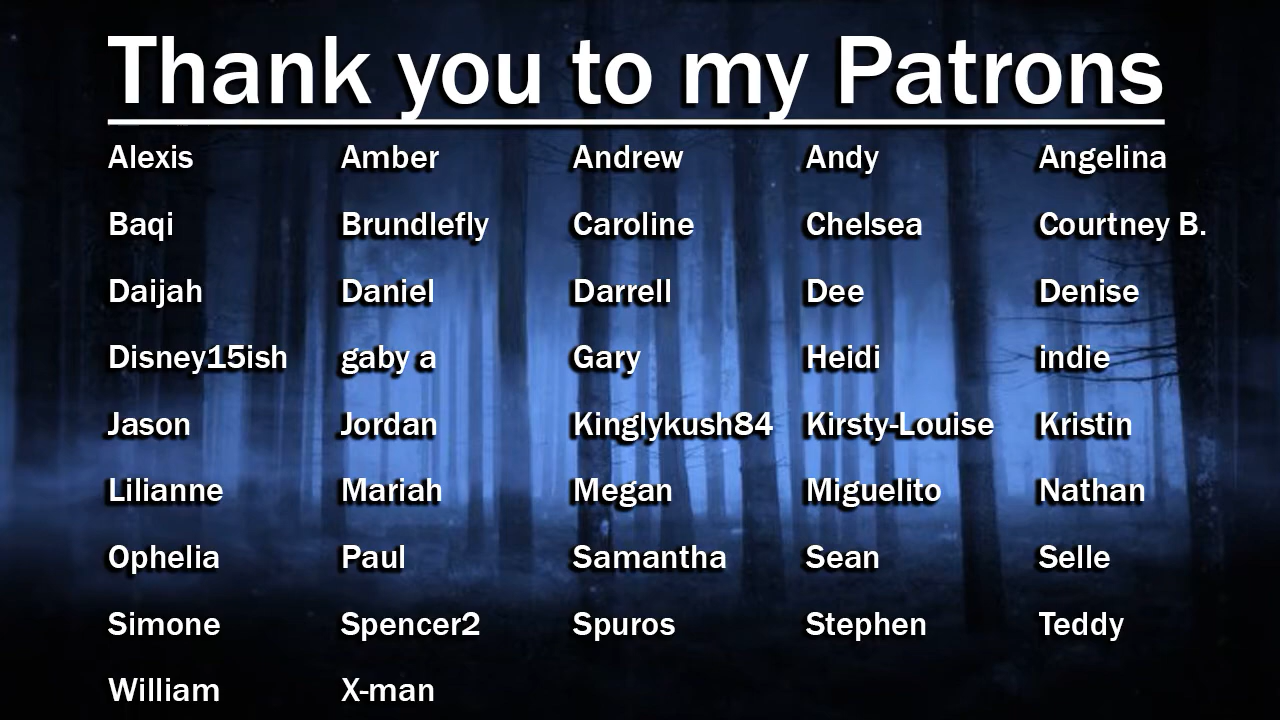 Thank you to my Patrons
Alexis Amber Andrew Andy Angelina
Baqi Brundlefly Caroline Chelsea Courtney B.
Daijah Daniel Darrell Dee Denise
Disney15ish gaby a Gary Heidi indie
Jason Jordan Kinglykush84 Kirsty-Louise Kristin
Lilianne Mariah Megan Miguelito Nathan
Ophelia Paul Samantha Sean Selle
Simone Spencer2 Spuros Stephen Teddy
William X-man